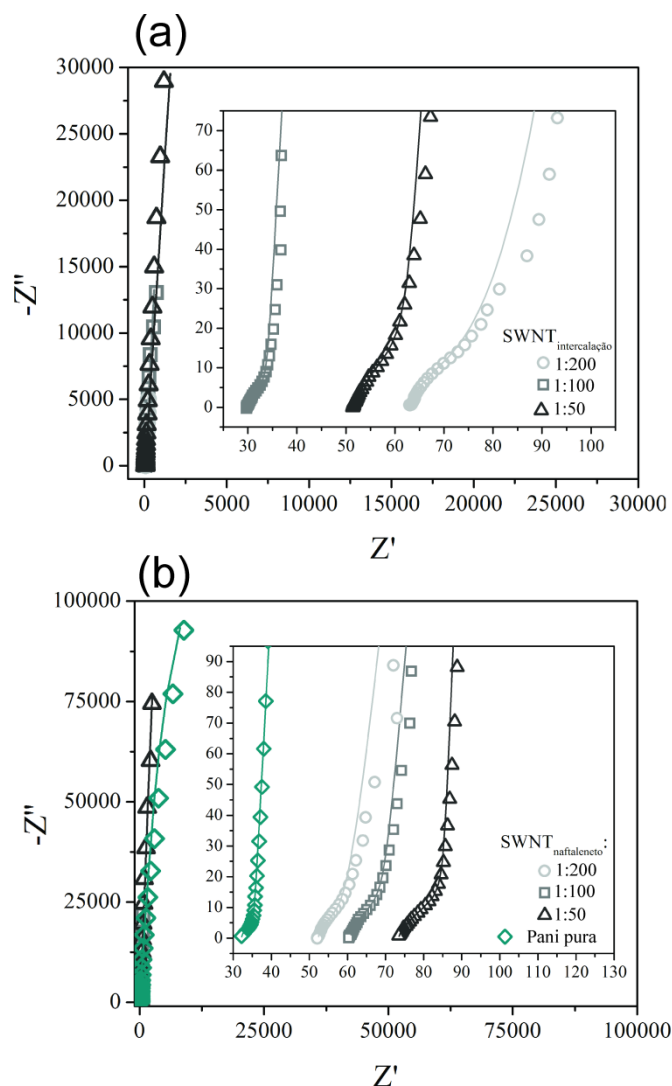 (a)
30000
25000
20000
15000
10000
5000
0
-Z''
70
60
50
40
30
20
10
0
SWNT intercalação
1:200
1:100
1:50
30 40 50 60 70 80 90 100
0 5000 10000 15000 20000 25000 30000
Z'
(b)
100000
75000
50000
25000
0
-Z''
90
80
70
60
50
40
30
20
10
0
SWNT naftaleneto:
1:200
1:100
1:50
Pani pura
30 40 50 60 70 80 90 100 110 120 130
0 25000 50000 75000 100000
Z'